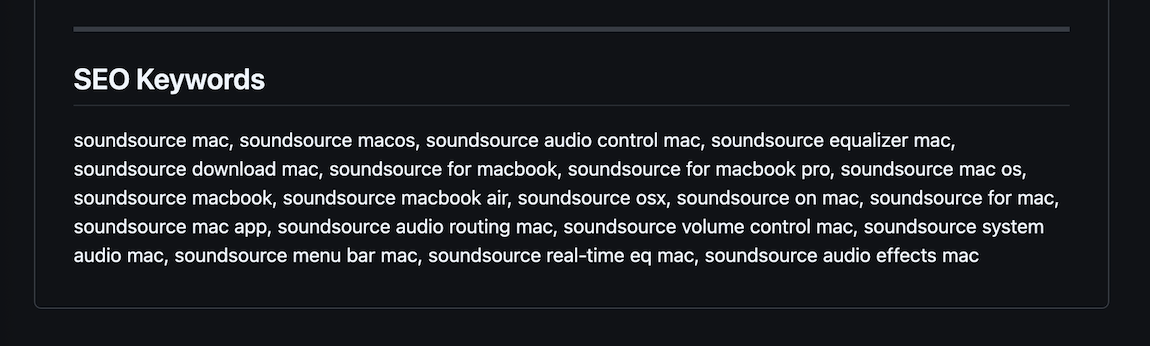 SEO Keywords
soundsource mac, soundsource macos, soundsource audio control mac, soundsource equalizer mac,
soundsource download mac, soundsource for macbook, soundsource for macbook pro, soundsource mac os,
soundsource macbook, soundsource macbook air, soundsource osx, soundsource on mac, soundsource for mac,
soundsource mac app, soundsource audio routing mac, soundsource volume control mac, soundsource system
audio mac, soundsource menu bar mac, soundsource real-time eq mac, soundsource audio effects mac